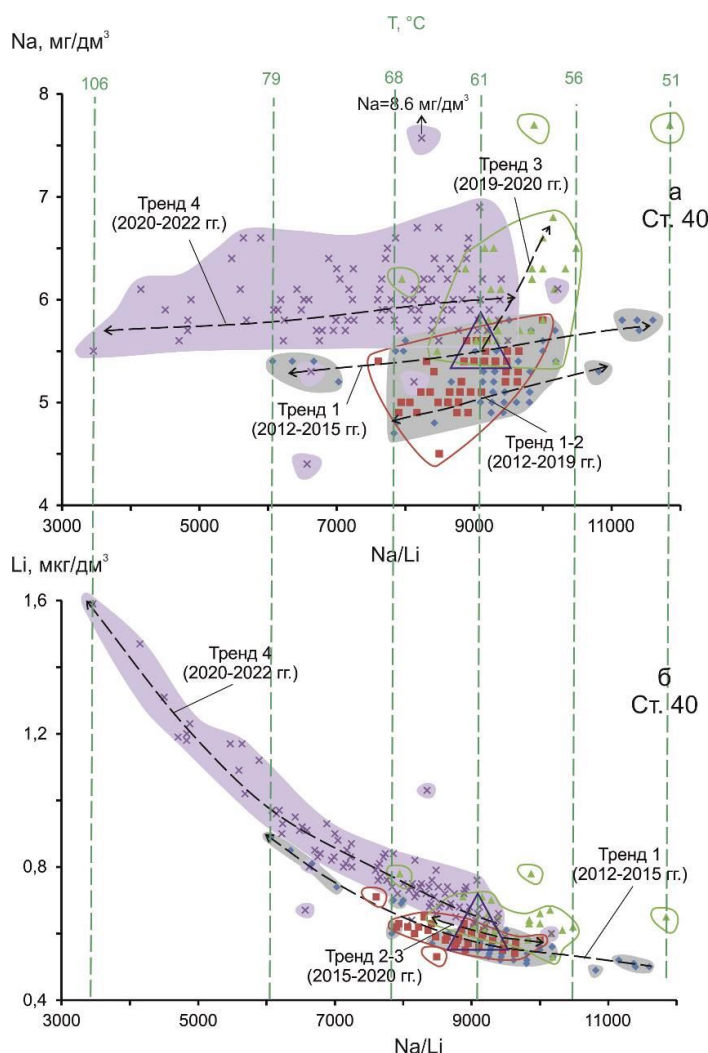 T, °C
Na, мг/дм³
106
79
68
61
56
51
8
7
6
5
4
Na=8.6 мг/дм³
Тренд 3
(2019-2020 гг.)
а
Ст. 40
Тренд 4
(2020-2022 гг.)
Тренд 1
(2012-2015 гг.)
Тренд 1-2
(2012-2019 гг.)
3000
5000
7000
9000
11000
Na/Li
Li, мкг/дм³
1,6
1,2
0,8
0,4
б
Ст. 40
Тренд 4
(2020-2022 гг.)
Тренд 1
(2012-2015 гг.)
Тренд 2-3
(2015-2020 гг.)
3000
5000
7000
9000
11000
Na/Li